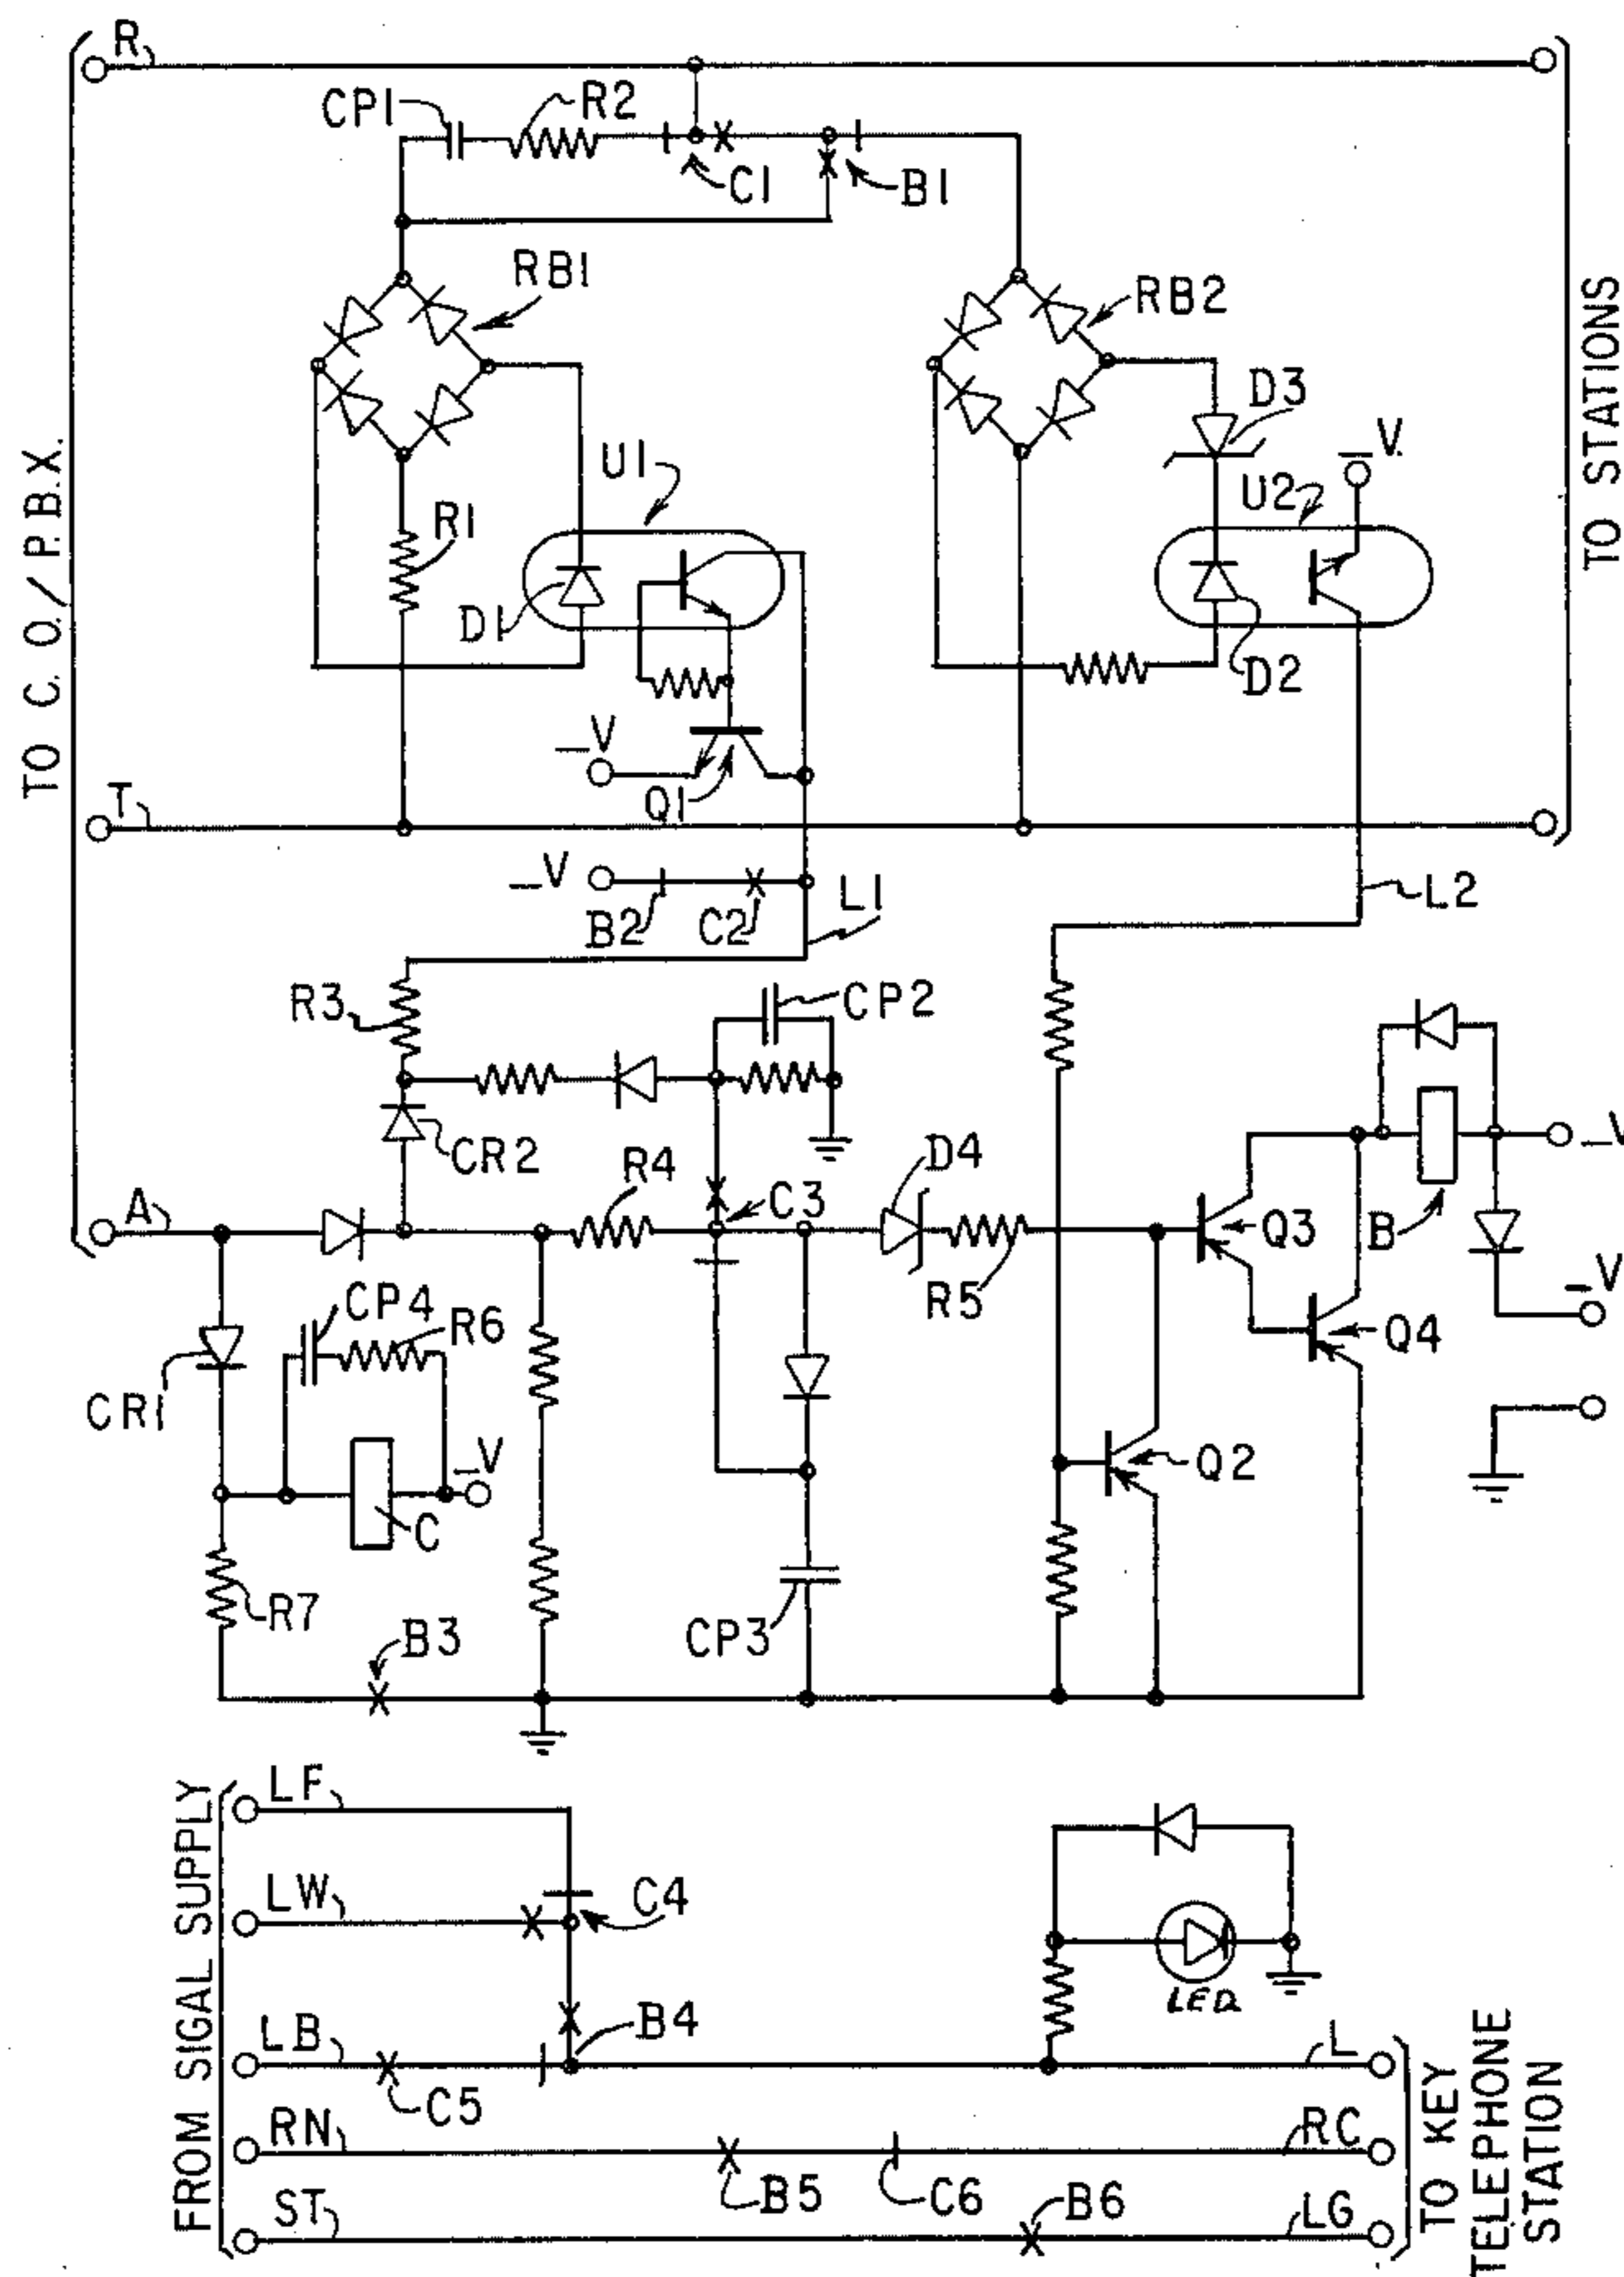 R
CP1
R2
C1
B1
RB1
RB2
D3
U1
-V
U2
R1
D1
D2
-V
Q1
T
TO C.O./P.B.X.
TO STATIONS
-V
B2
C2
L1
L2
R3
CP2
CR2
R4
D4
-V
A
C3
Q3
B
R5
-V
CP4
R6
Q4
CR1
-V
Q2
C
R7
B3
CP3
LF
LW
C4
LED
LB
B4
L
C5
RN
RC
B5
C6
B6
ST
LG
FROM SIGAL SUPPLY
TO KEY
TELEPHONE
STATION